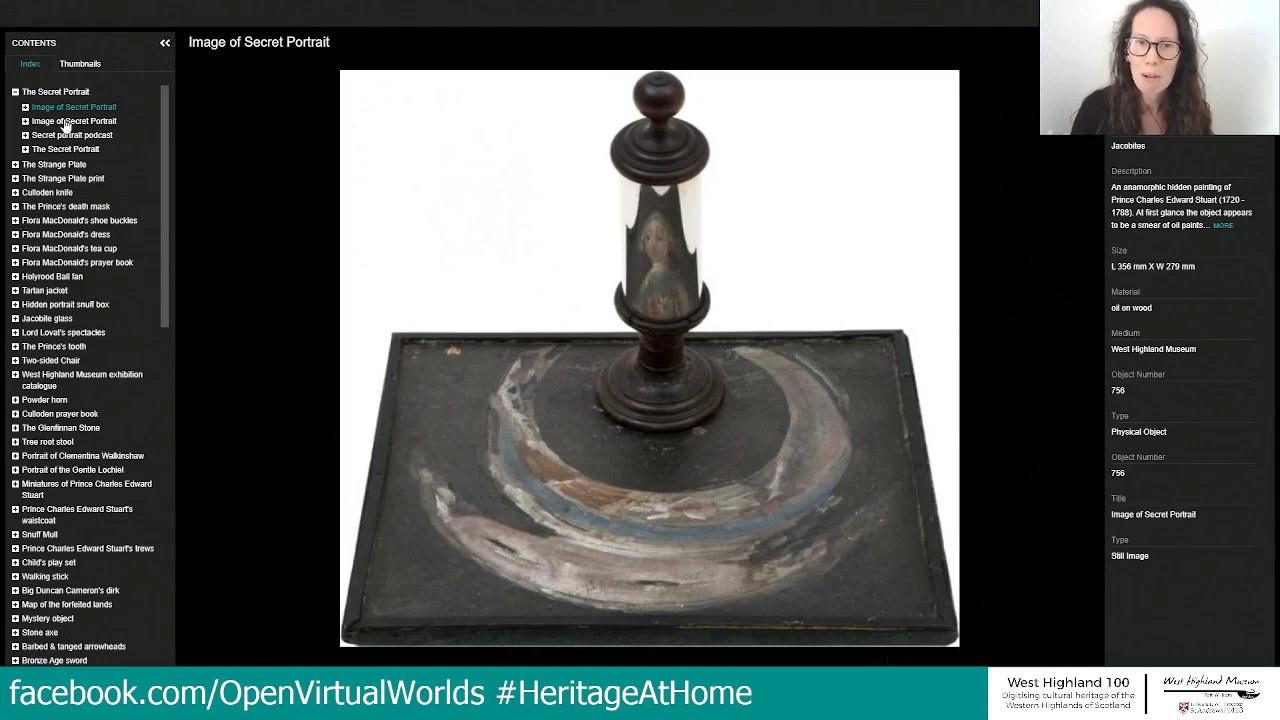 CONTENTS
Index
Thumbnails
The Secret Portrait
Image of Secret Portrait
Image of Secret Portrait
Secret portrait podcast
The Secret Portrait
The Strange Plate
The Strange Plate print
Culloden knife
The Prince's death mask
Flora MacDonald's shoe buckles
Flora MacDonald's dress
Flora MacDonald's tea cup
Flora MacDonald's prayer book
Holyrood Ball fan
Tartan jacket
Hidden portrait snuff box
Jacobite glass
Lord Lovat's spectacles
The Prince's tooth
Two-sided Chair
West Highland Museum exhibition
catalogue
Powder horn
Culloden prayer book
The Glenfinnan Stone
Tree root stool
Portrait of Clementina Walkinshaw
Portrait of the Gentle Lochiel
Miniatures of Prince Charles Edward
Stuart
Prince Charles Edward Stuart's
waistcoat
Snuff Mull
Prince Charles Edward Stuart's trews
Child's play set
Walking stick
Big Duncan Cameron's dirk
Map of the forfeited lands
Mystery object
Stone axe
Barbed & tanged arrowheads
Bronze Age sword
Image of Secret Portrait
Jacobites
Description
An anamorphic hidden painting of
Prince Charles Edward Stuart (1720 -
1788). At first glance the object appears
to be a smear of oil paints... MORE
Size
L 356 mm X W 279 mm
Material
oil on wood
Medium
West Highland Museum
Object Number
756
Type
Physical Object
Object Number
756
Title
Image of Secret Portrait
Type
Still Image
facebook.com/OpenVirtualWorlds #HeritageAtHome
West Highland 100
Digitising cultural heritage of the
Western Highlands of Scotland
West Highland Museum
Fort William
University of
St Andrews
1413